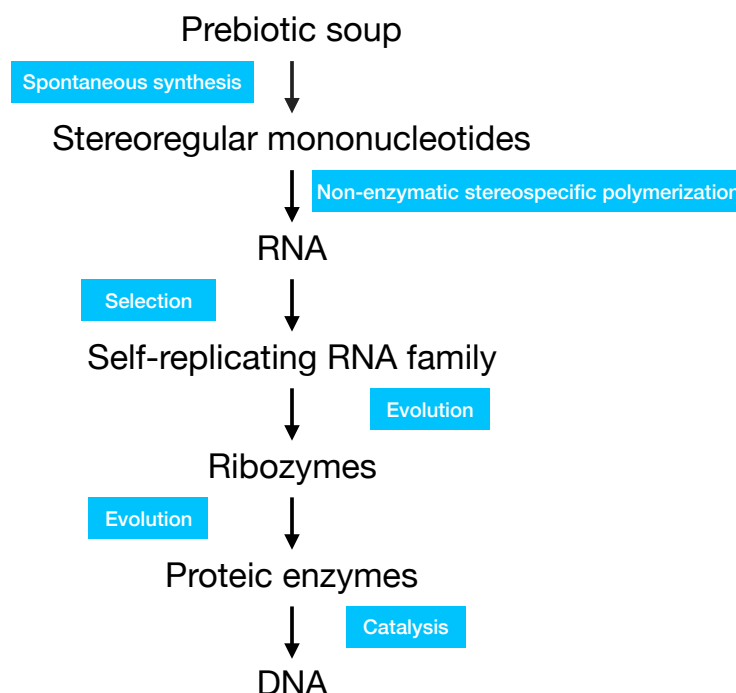 Prebiotic soup
Spontaneous synthesis
Stereoregular mononucleotides
Non-enzymatic stereospecific polymerization
RNA
Selection
Self-replicating RNA family
Evolution
Ribozymes
Evolution
Proteic enzymes
Catalysis
DNA